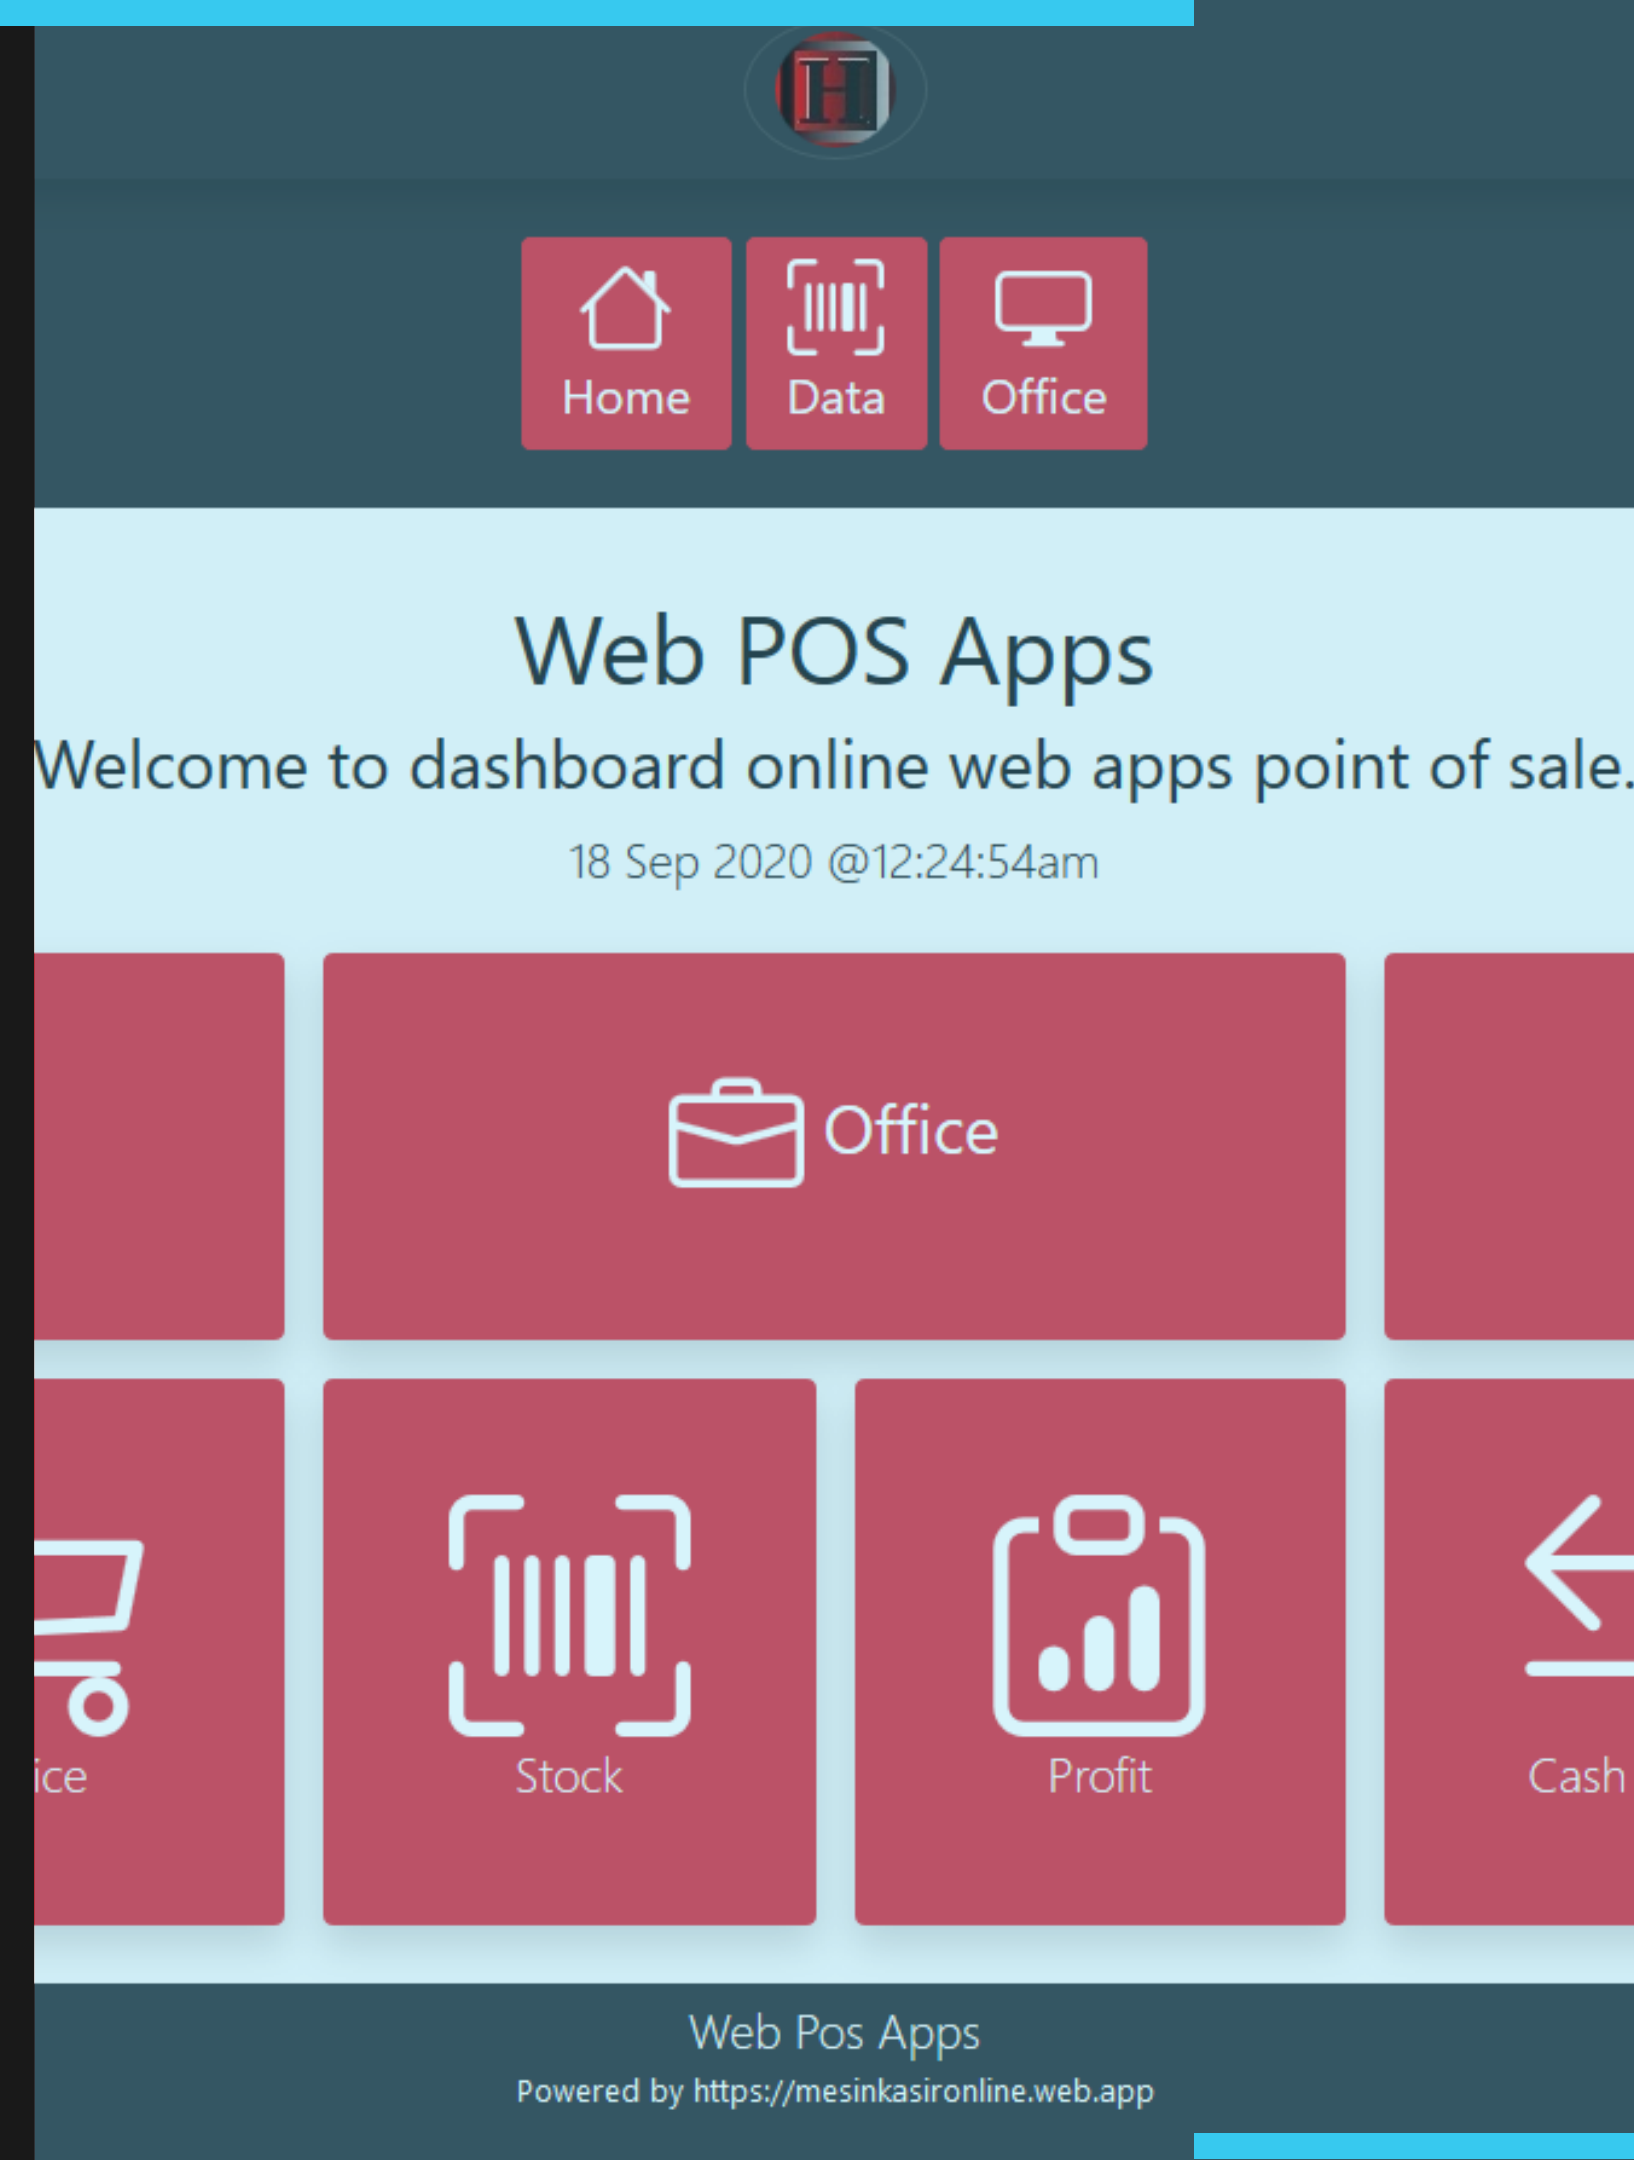 H
Home Data Office
Web POS Apps
Welcome to dashboard online web apps point of sale.
18 Sep 2020 @12:24:54am
Office
ice Stock Profit Cash
Web Pos Apps
Powered by https://mesinkasironline.web.app